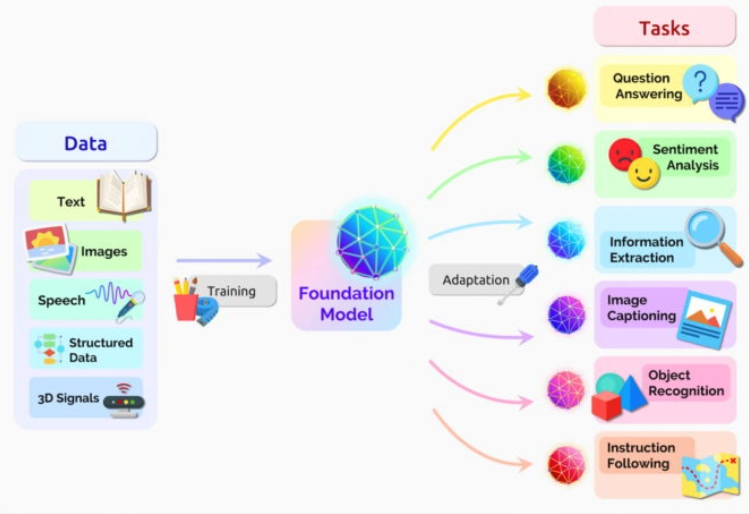 Data
Text
Images
Speech
Structured
Data
3D Signals
Training
Foundation
Model
Adaptation
Tasks
Question
Answering
?
Sentiment
Analysis
Information
Extraction
Image
Captioning
Object
Recognition
Instruction
Following